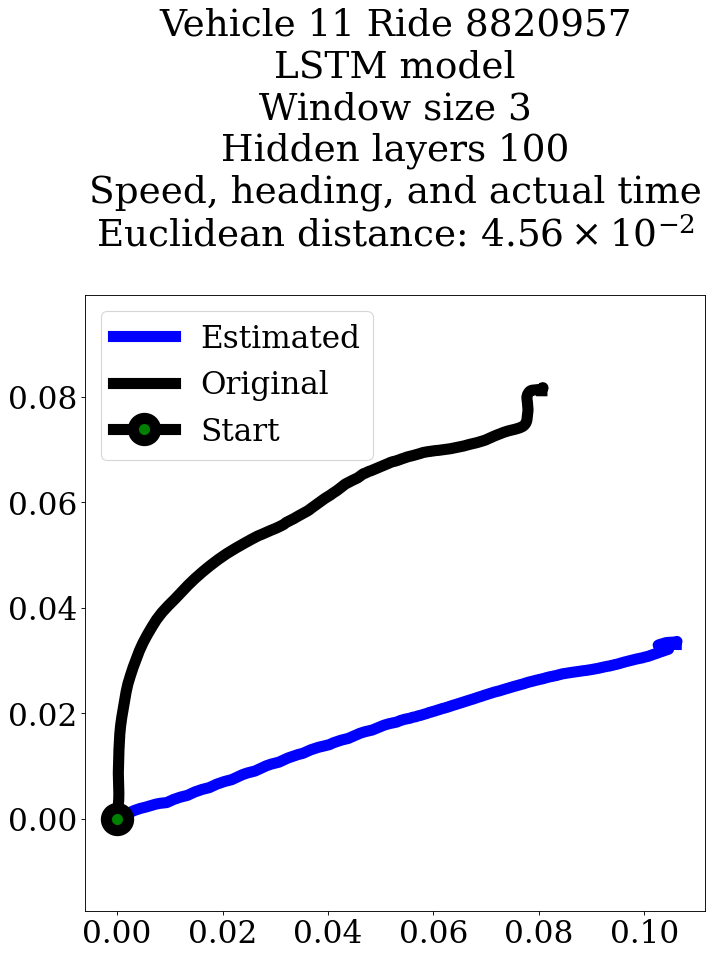 Vehicle 11 Ride 8820957
LSTM model
Window size 3
Hidden layers 100
Speed, heading, and actual time
Euclidean distance: 4.56 × 10⁻²
Estimated
Original
Start
0.08
0.06
0.04
0.02
0.00
0.00 0.02 0.04 0.06 0.08 0.10